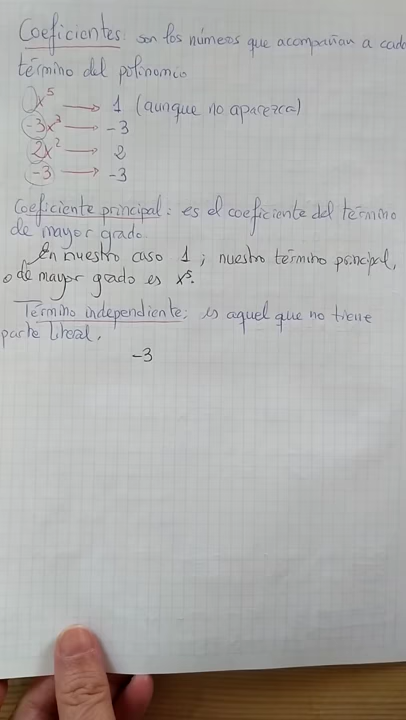 Coeficientes: son los números que acompañan a cada
término del polinomio
x⁵ → 1 (aunque no aparezca)
-3x³ → -3
2x² → 2
-3 → -3
Coeficiente principal: es el coeficiente del término
de mayor grado
En nuestro caso 1; nuestro término principal,
o de mayor grado es x⁵.
Término independiente: es aquel que no tiene
parte literal.
-3